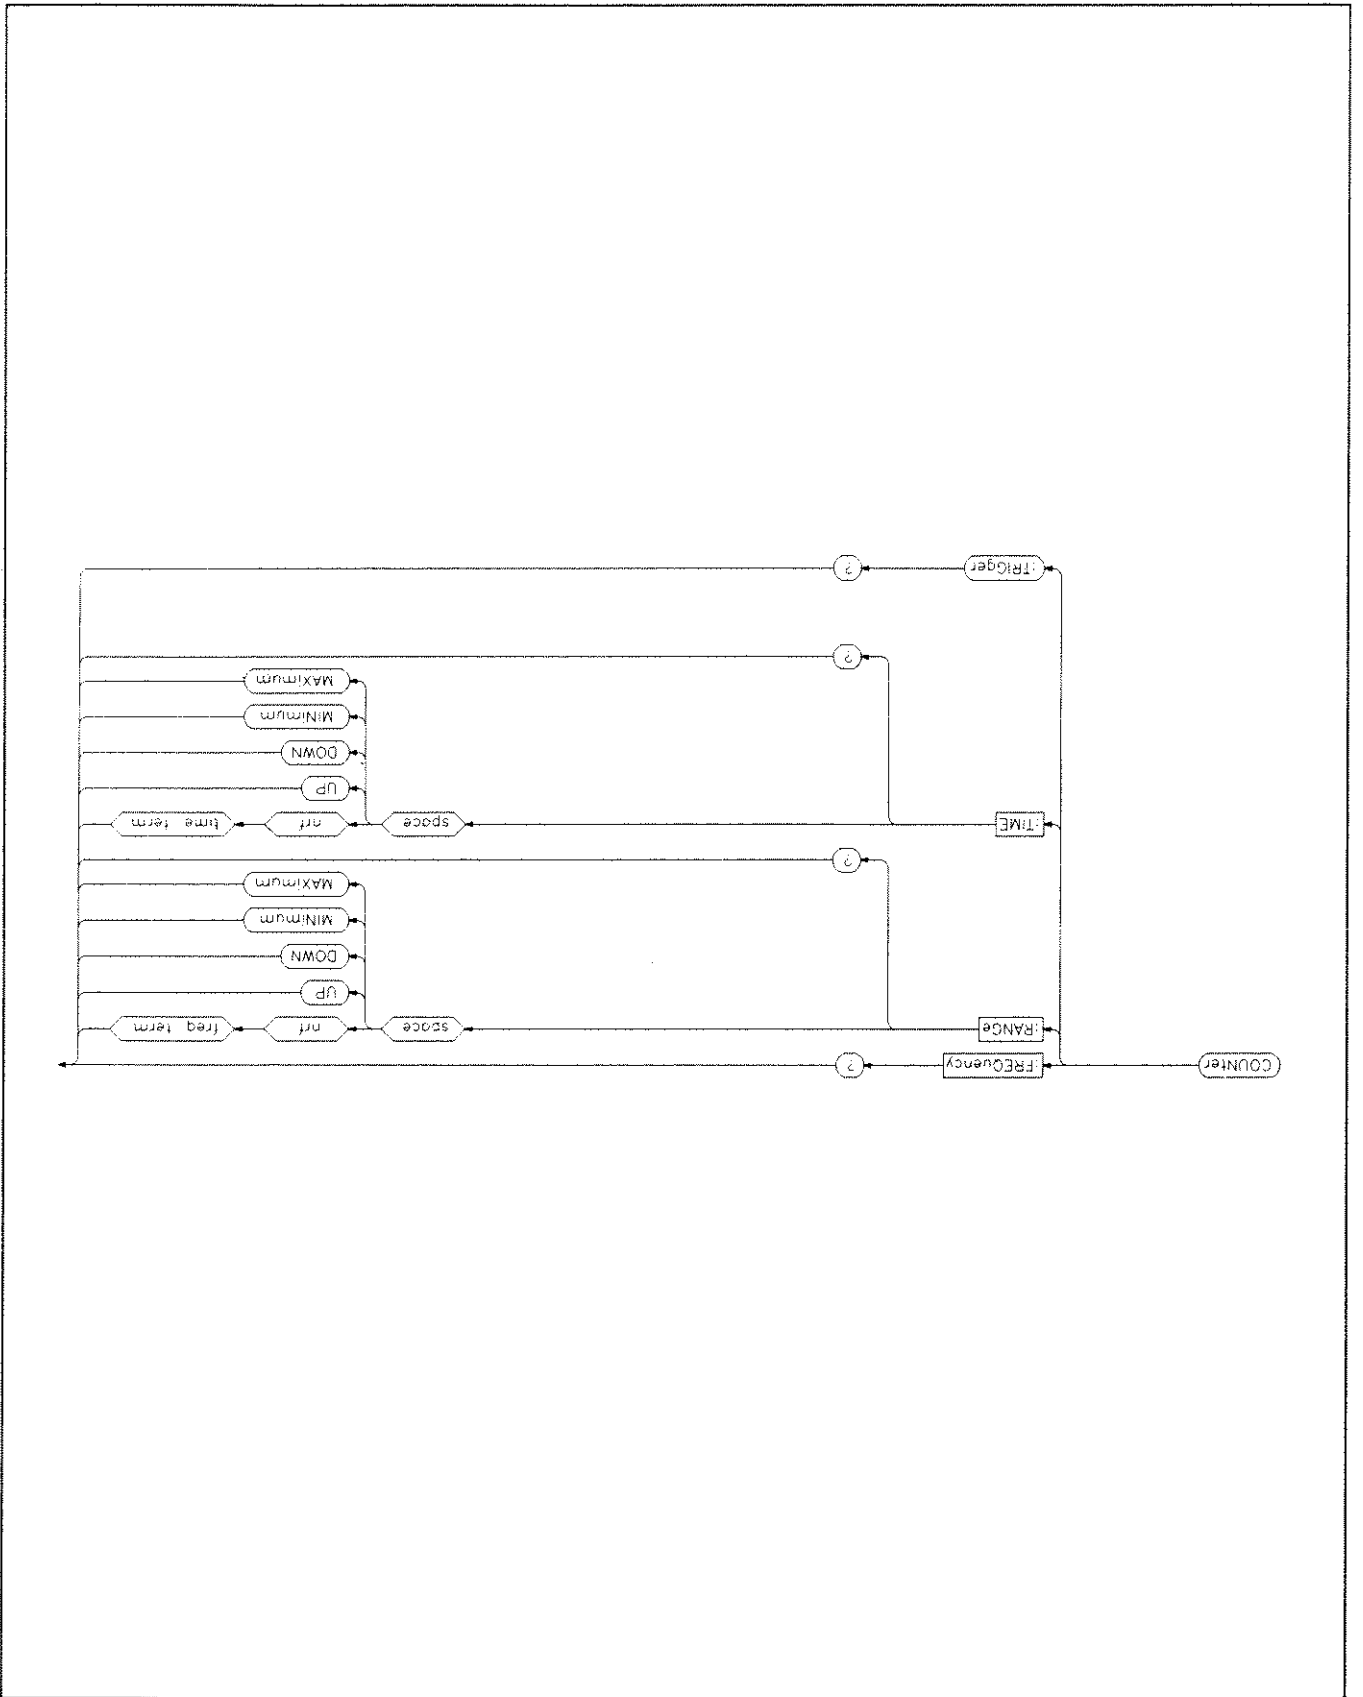 COUNter :FREQuency ?
:RANGe space nrf freq term
UP
DOWN
MINimum
MAXimum
?
:TIME space nrf time term
UP
DOWN
MINimum
MAXimum
?
:TRIGger ?